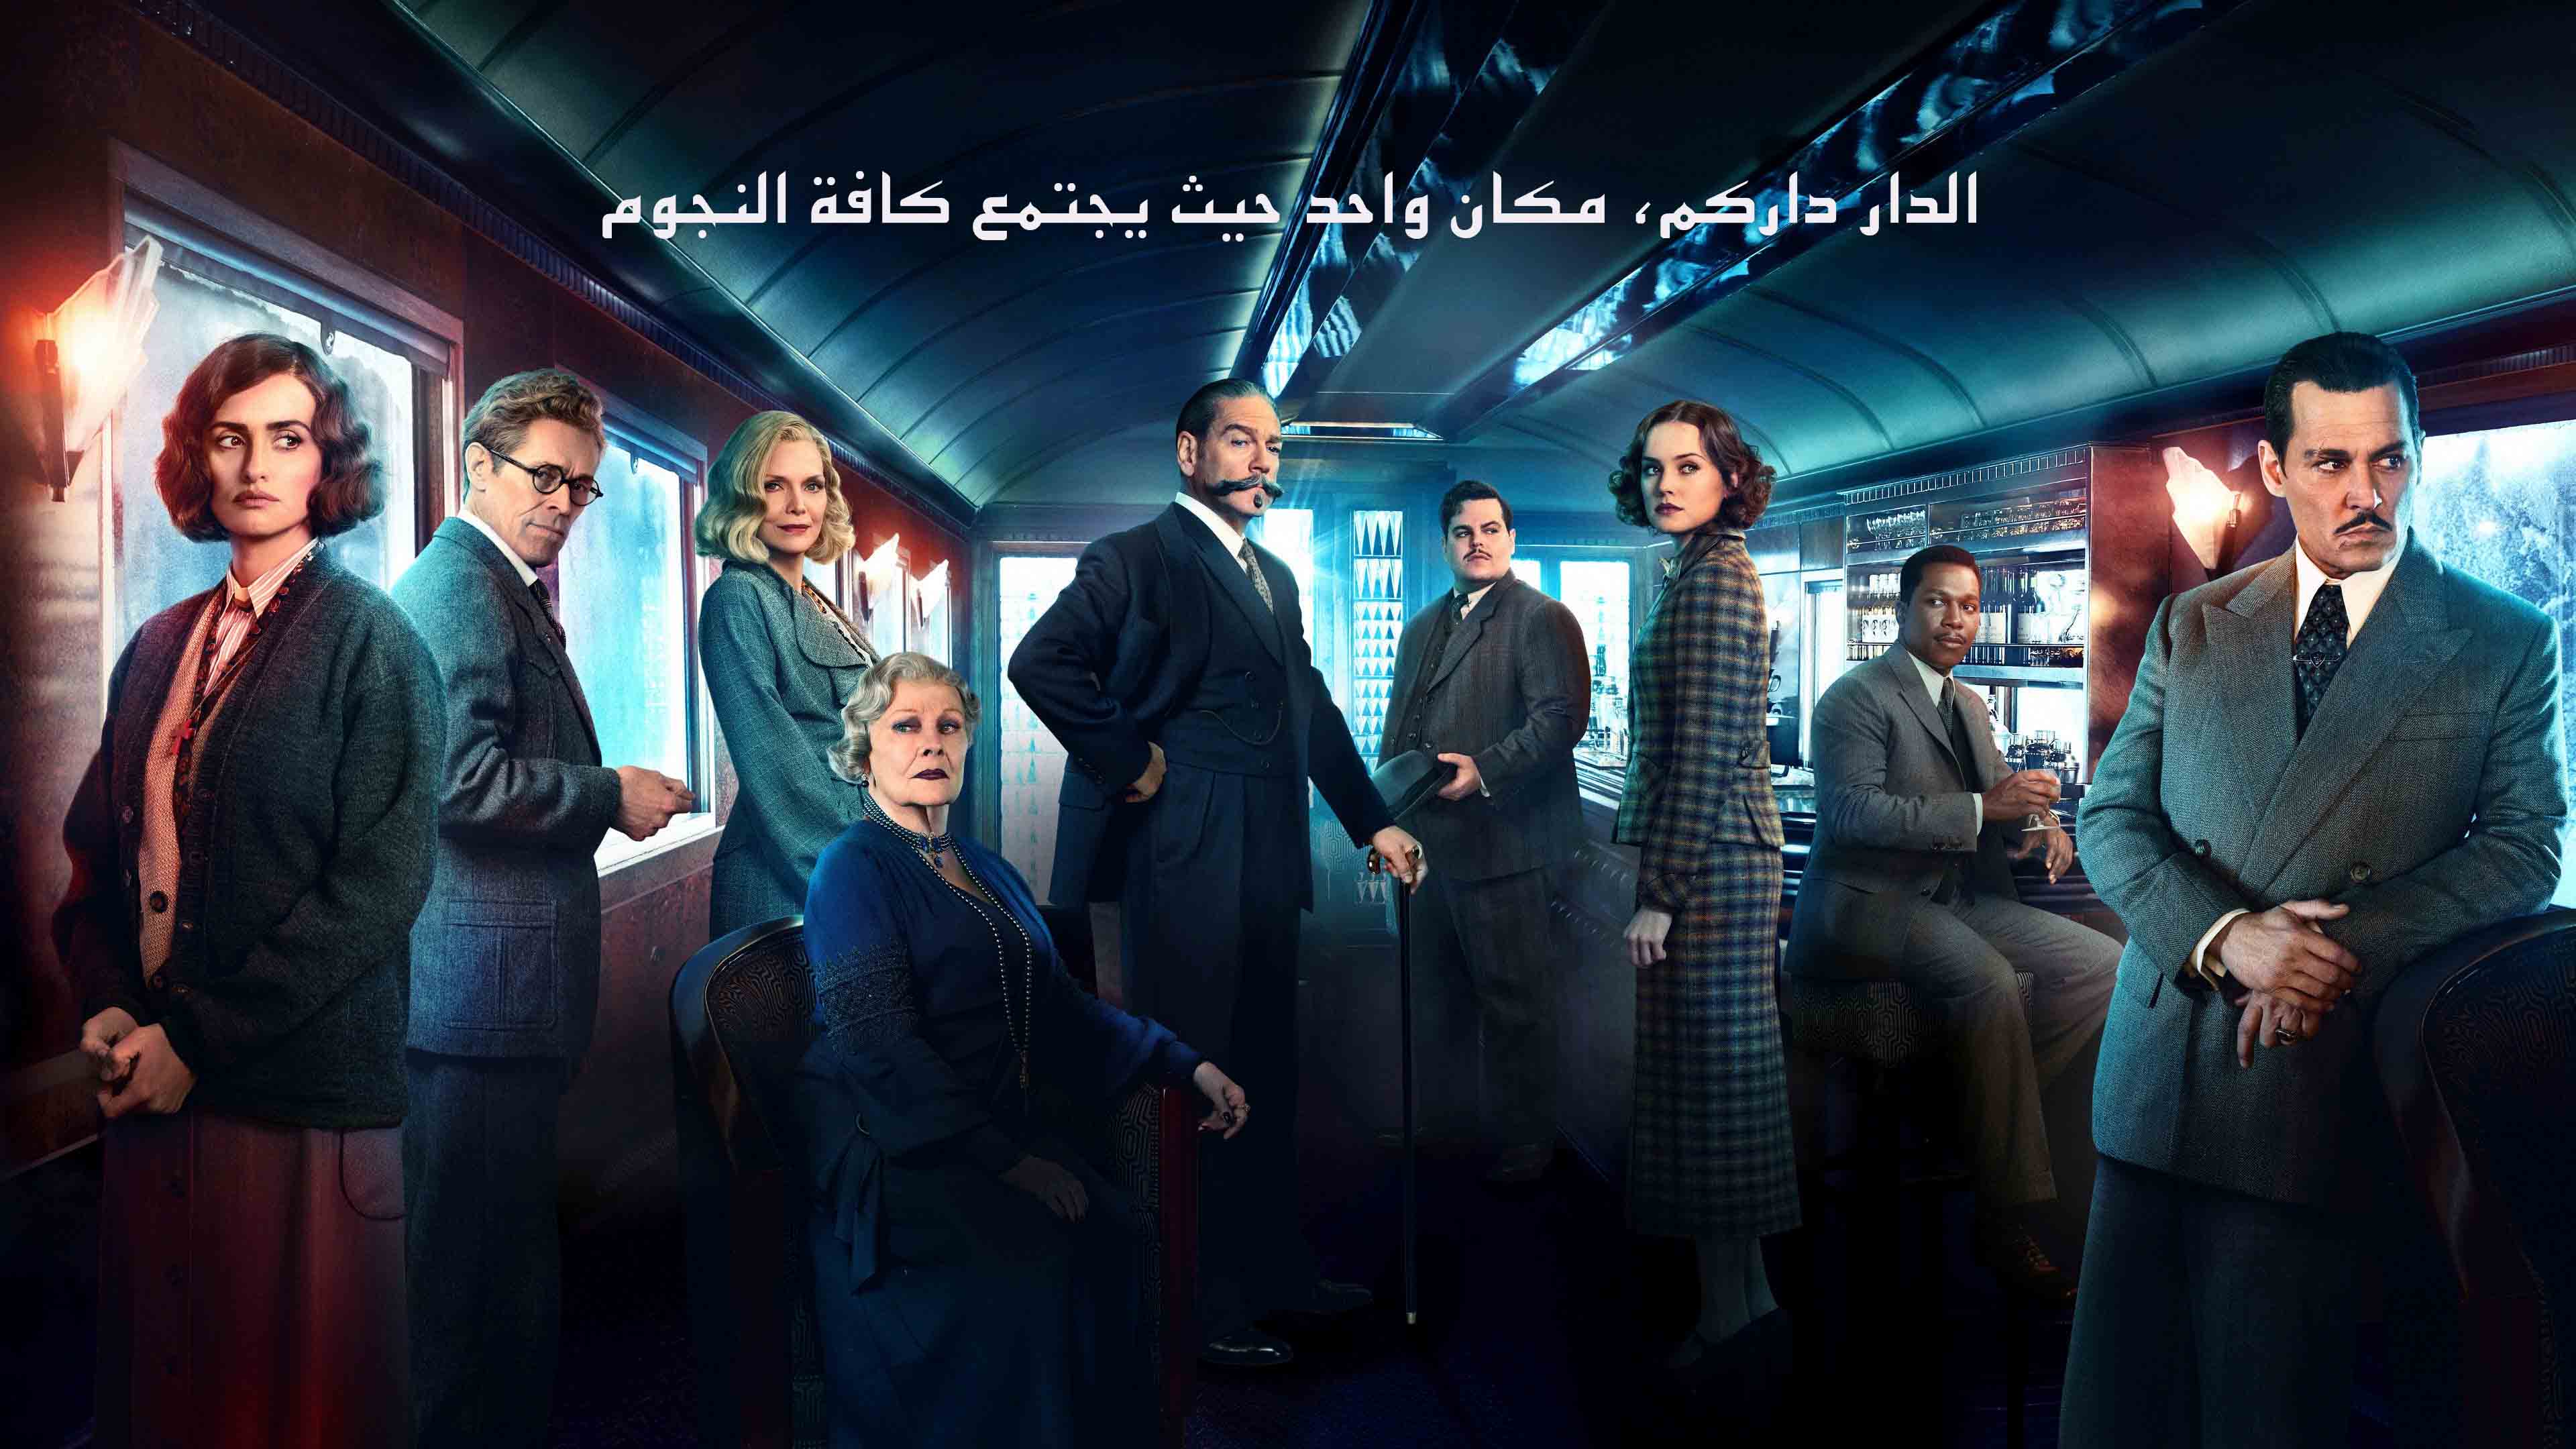 الدار داركم، مكان واحد حيث يجتمع كافة النجوم